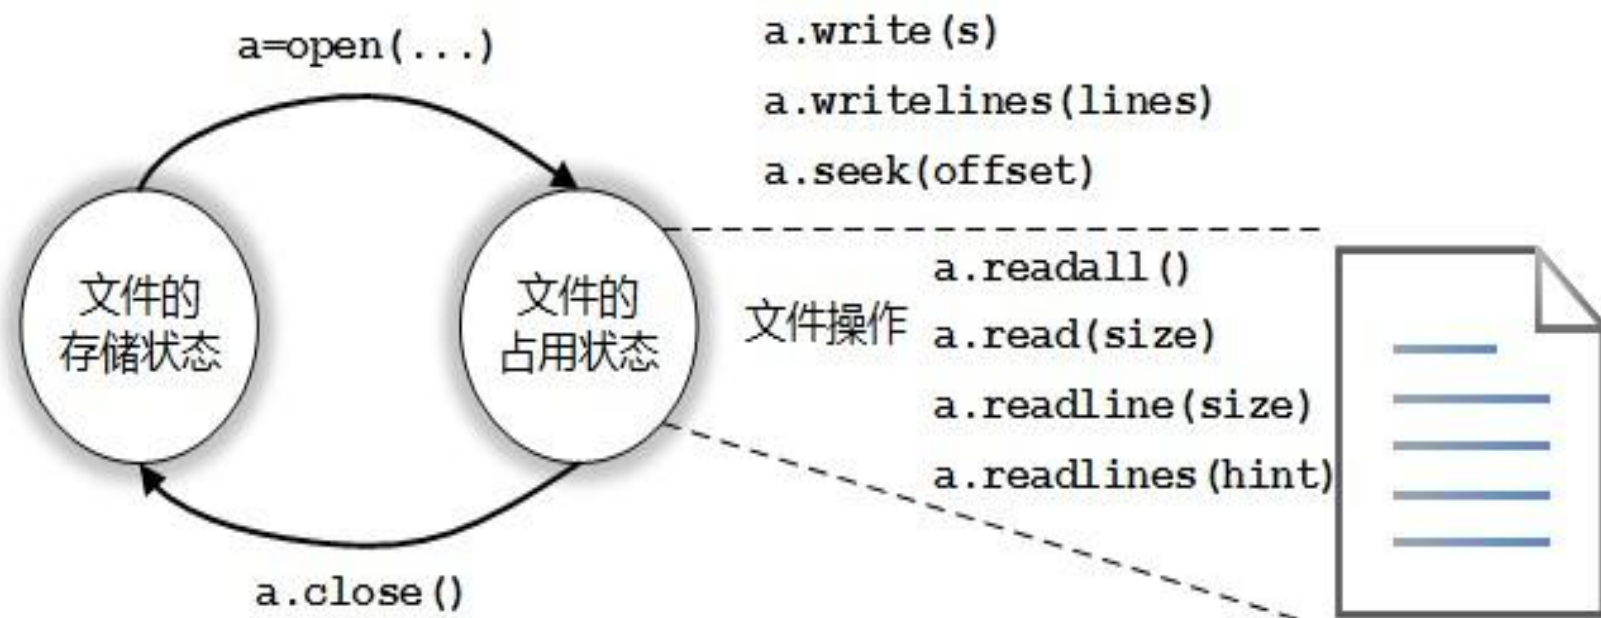 a=open(...)
a.write(s)
a.writelines(lines)
a.seek(offset)
文件的
存储状态
文件的
占用状态
文件操作
a.readall()
a.read(size)
a.readline(size)
a.readlines(hint)
a.close()